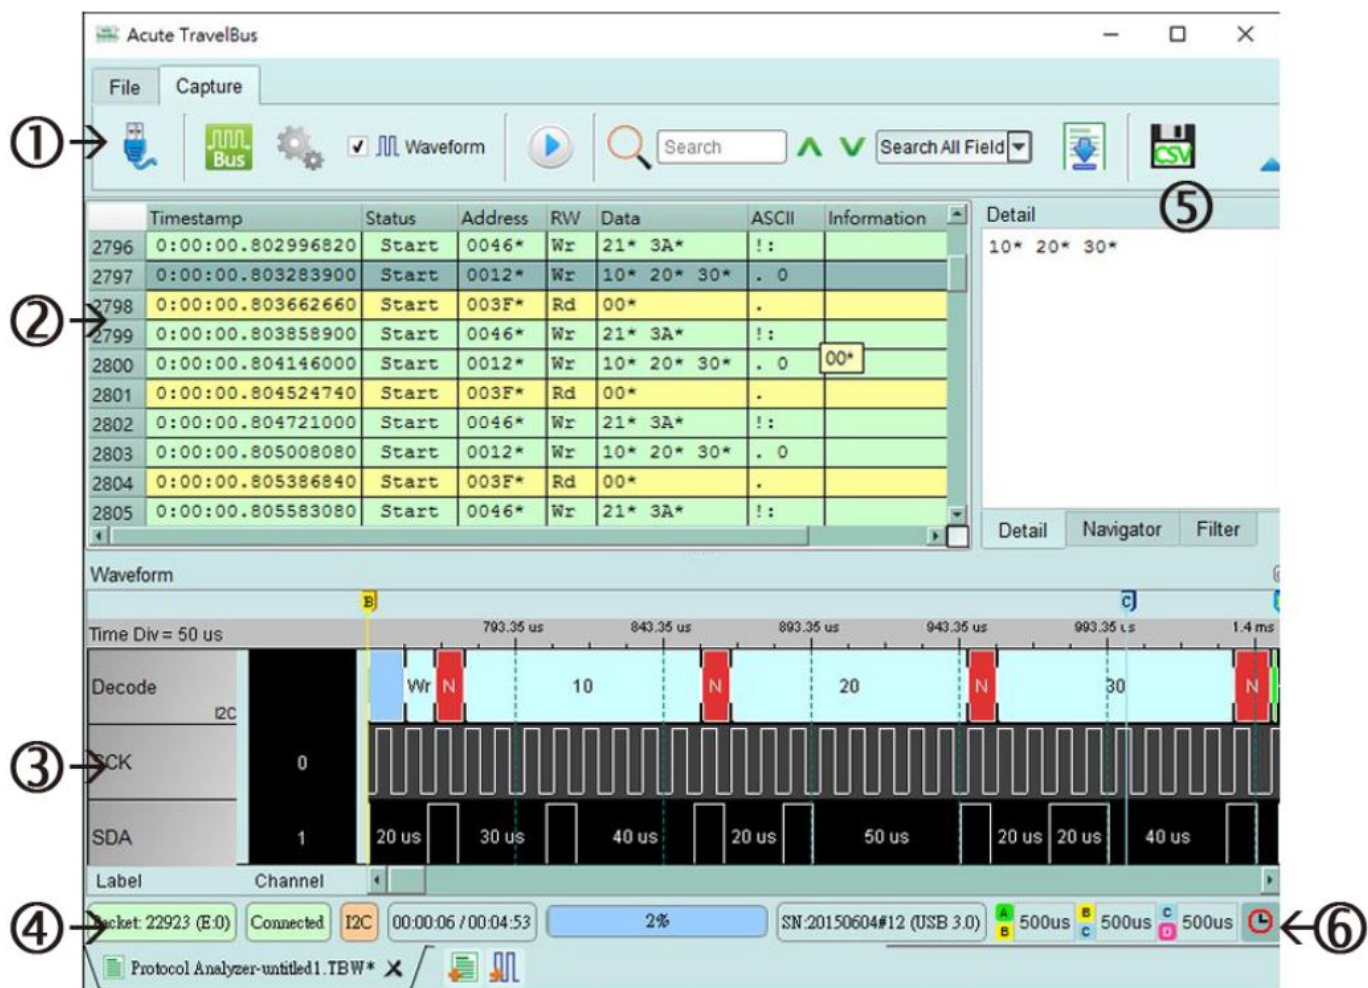 Acute TravelBus
File Capture
① Bus Waveform Search Search All Field CSV
⑤
Timestamp Status Address RW Data ASCII Information
2796 0:00:00.802996820 Start 0046* Wr 21* 3A* !:
2797 0:00:00.803283900 Start 0012* Wr 10* 20* 30* . 0
2798 0:00:00.803662660 Start 003F* Rd 00* .
②
2799 0:00:00.803858900 Start 0046* Wr 21* 3A* !:
2800 0:00:00.804146000 Start 0012* Wr 10* 20* 30* . 0 00*
2801 0:00:00.804524740 Start 003F* Rd 00* .
2802 0:00:00.804721000 Start 0046* Wr 21* 3A* !:
2803 0:00:00.805008080 Start 0012* Wr 10* 20* 30* . 0
2804 0:00:00.805386840 Start 003F* Rd 00* .
2805 0:00:00.805583080 Start 0046* Wr 21* 3A* !:
Detail
10* 20* 30*
Detail Navigator Filter
Waveform
B C
Time Div = 50 us 793.35 us 843.35 us 893.35 us 943.35 us 993.35 us 1.4 ms
Decode I2C Wr N 10 N 20 N 30 N
③ SCK 0
SDA 1 20 us 30 us 40 us 20 us 50 us 20 us 20 us 40 us
Label Channel
④ Packet: 22923 (E:0) Connected I2C 00:00:06 / 00:04:53 2% SN:20150604#12 (USB 3.0) A B 500us B C 500us C D 500us ⑥
Protocol Analyzer-untitled1.TBW*